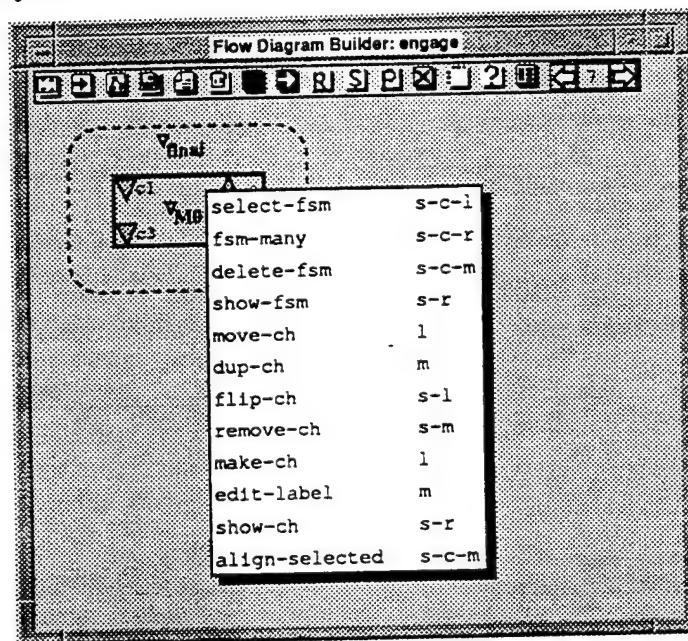 Flow Diagram Builder: engage
R S P ? 7
final
c1
M0
c3
select-fsm s-c-l
fsm-many s-c-r
delete-fsm s-c-m
show-fsm s-r
move-ch l
dup-ch m
flip-ch s-l
remove-ch s-m
make-ch l
edit-label m
show-ch s-r
align-selected s-c-m